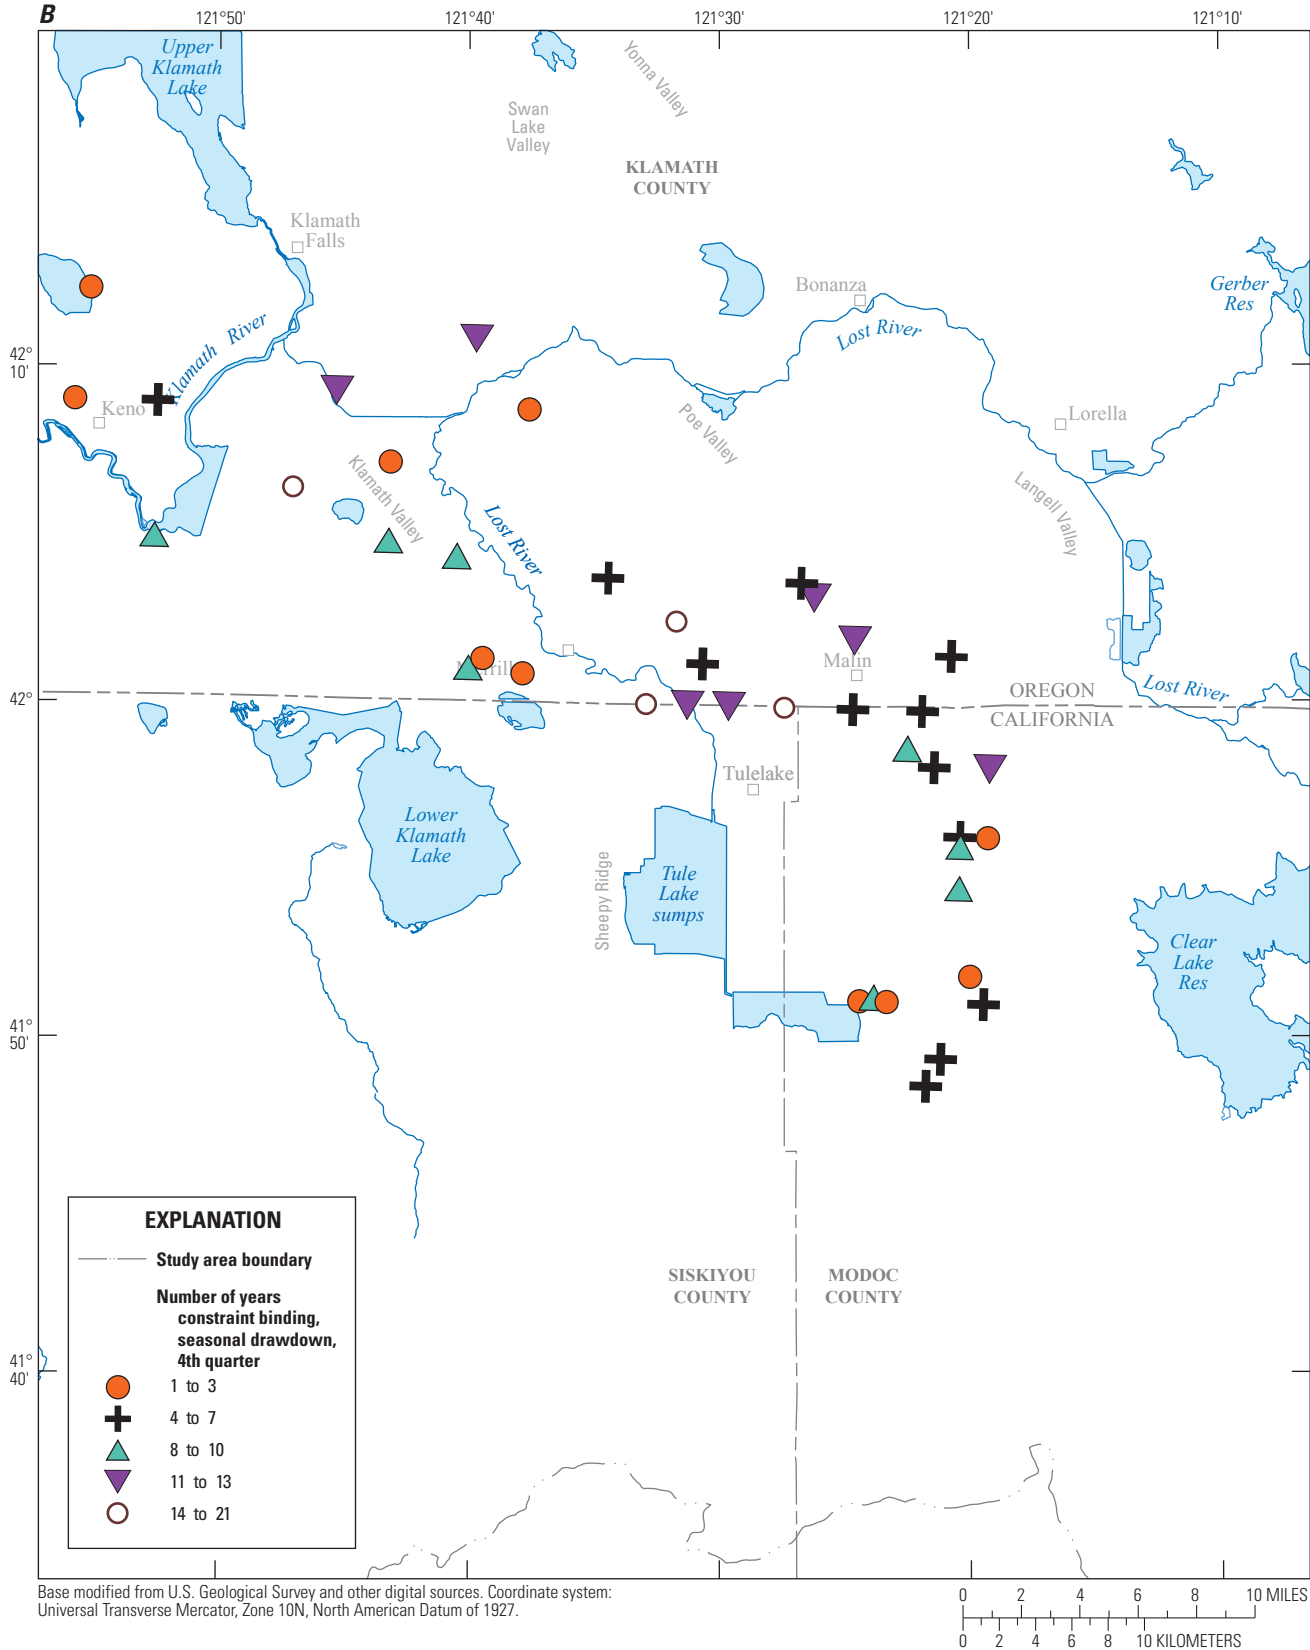 B
121°50'
121°40'
121°30'
121°20'
121°10'
Upper
Klamath
Lake
Yonna Valley
Swan
Lake
Valley
KLAMATH
COUNTY
Klamath
Falls
Bonanza
Gerber
Res
Lost River
Klamath River
42°
10'
Keno
Lorella
Poe Valley
Klamath Valley
Langell Valley
Lost River
Malin
42°
Lost River
OREGON
CALIFORNIA
Tulelake
Lower
Klamath
Lake
Sheepy Ridge
Tule
Lake
sumps
Clear
Lake
Res
41°
50'
EXPLANATION
Study area boundary
Number of years
constraint binding,
seasonal drawdown,
4th quarter
1 to 3
4 to 7
8 to 10
11 to 13
14 to 21
SISKIYOU
COUNTY
MODOC
COUNTY
41°
40'
Base modified from U.S. Geological Survey and other digital sources. Coordinate system:
Universal Transverse Mercator, Zone 10N, North American Datum of 1927.
0 2 4 6 8 10 MILES
0 2 4 6 8 10 KILOMETERS